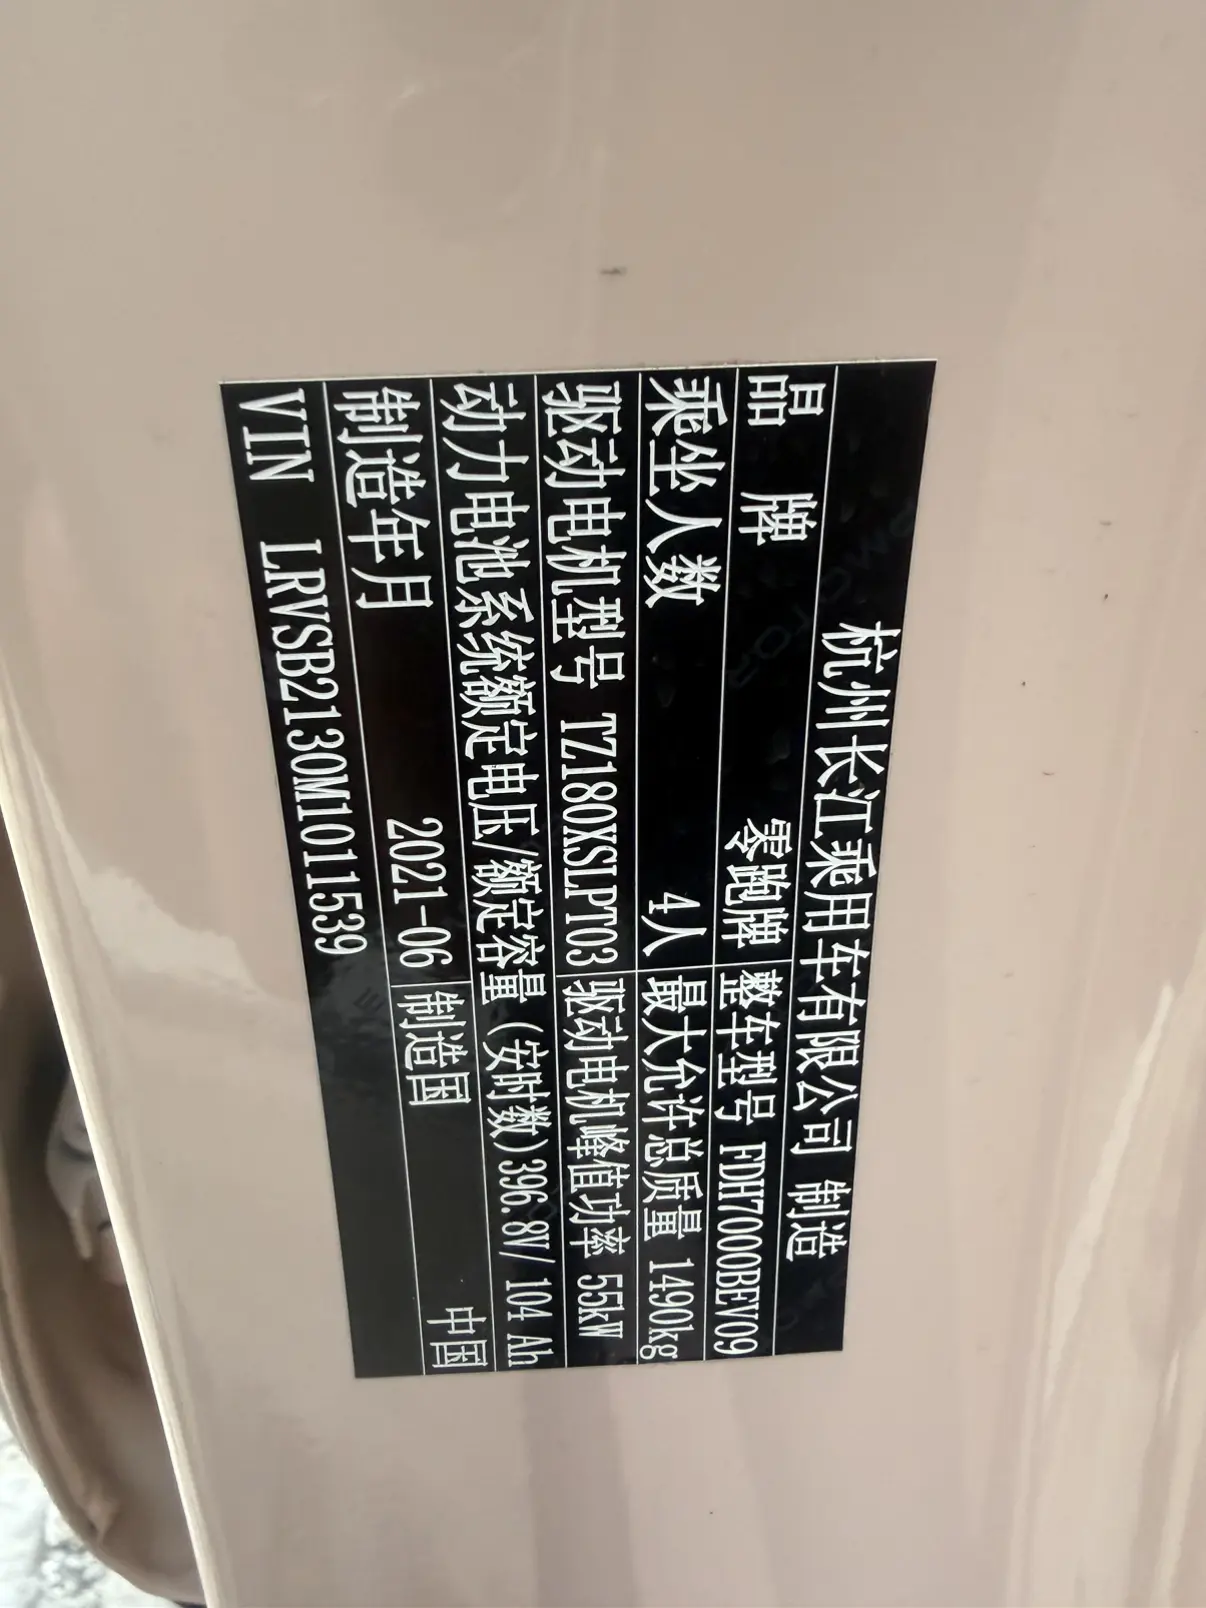 杭州长江乘用车有限公司 制造
品牌 零跑牌 整车型号 FDH7000BEV09
乘坐人数 4人 最大允许总质量 1490kg
驱动电机型号 TZ180XSLPT03 驱动电机峰值功率 55kW
动力电池系统额定电压/额定容量(安时数)396.8V/ 104 Ah
制造年月 2021-06 制造国 中国
VIN LRVSB2130M1011539